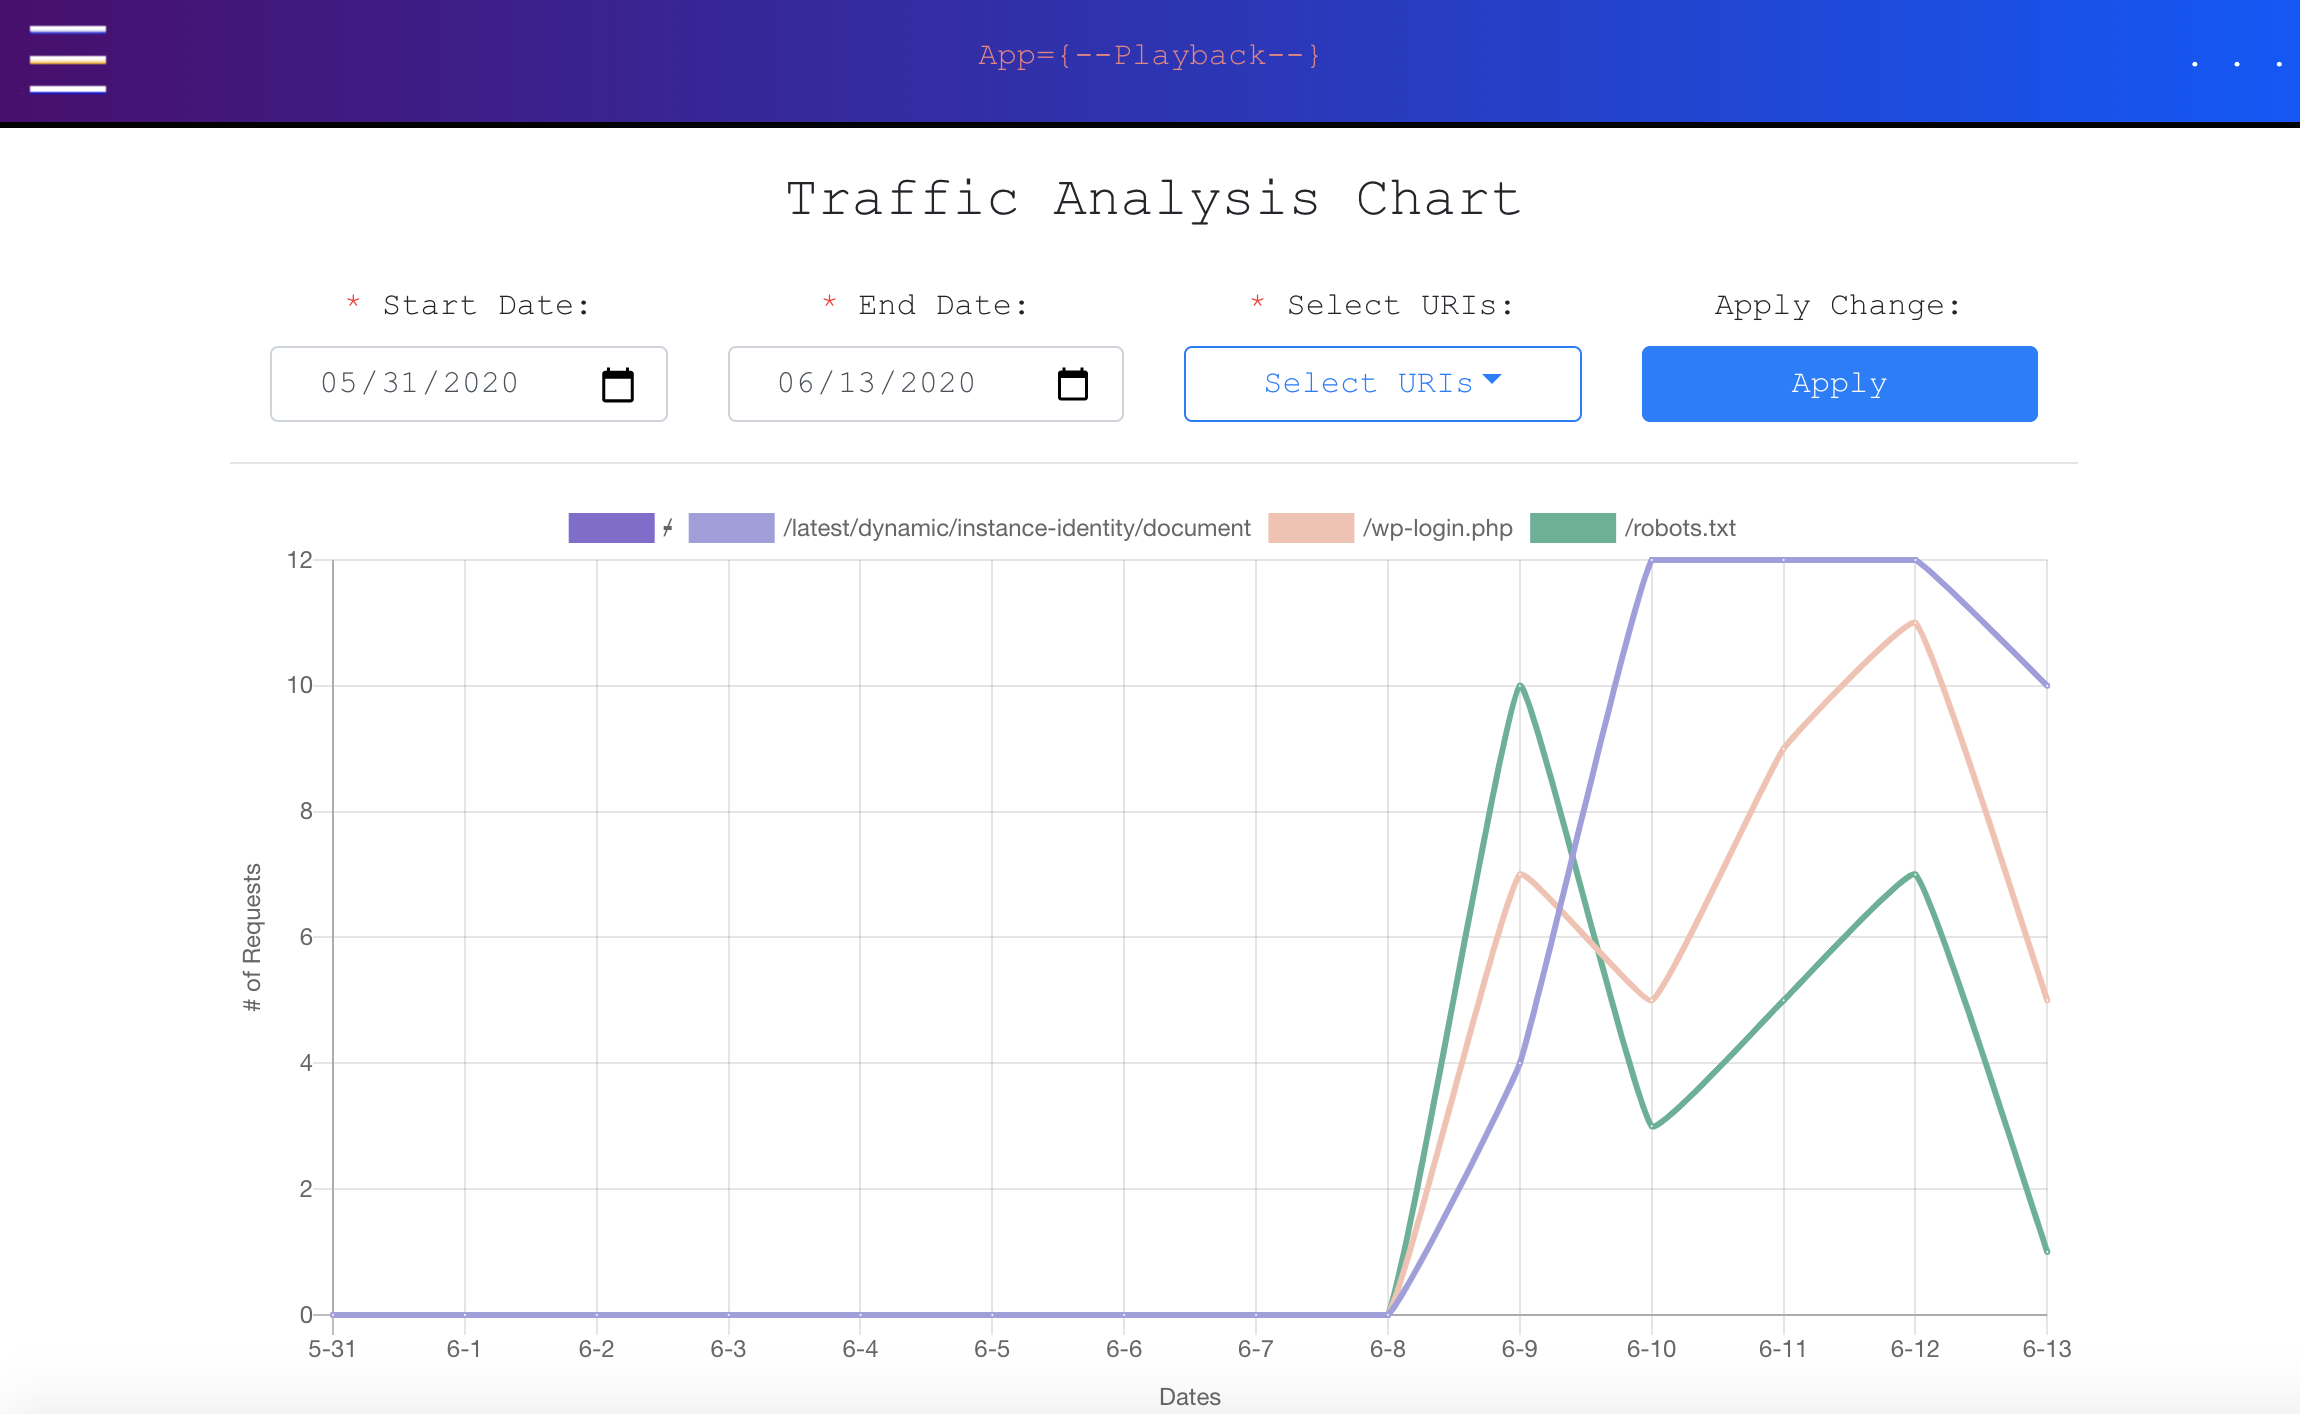 App={--Playback--}
. . .
Traffic Analysis Chart
* Start Date: * End Date: * Select URIs: Apply Change:
05/31/2020 06/13/2020 Select URIs Apply
/ /latest/dynamic/instance-identity/document /wp-login.php /robots.txt
12
10
8
6
4
2
0
# of Requests
5-31 6-1 6-2 6-3 6-4 6-5 6-6 6-7 6-8 6-9 6-10 6-11 6-12 6-13
Dates